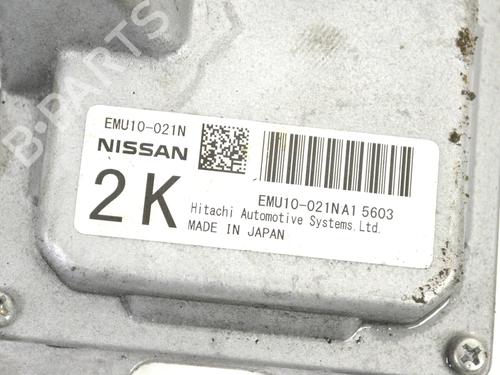 B-PARTS
EMU10-021N
NISSAN
2K
EMU10-021NA1 5603
Hitachi Automotive Systems,Ltd.
MADE IN JAPAN